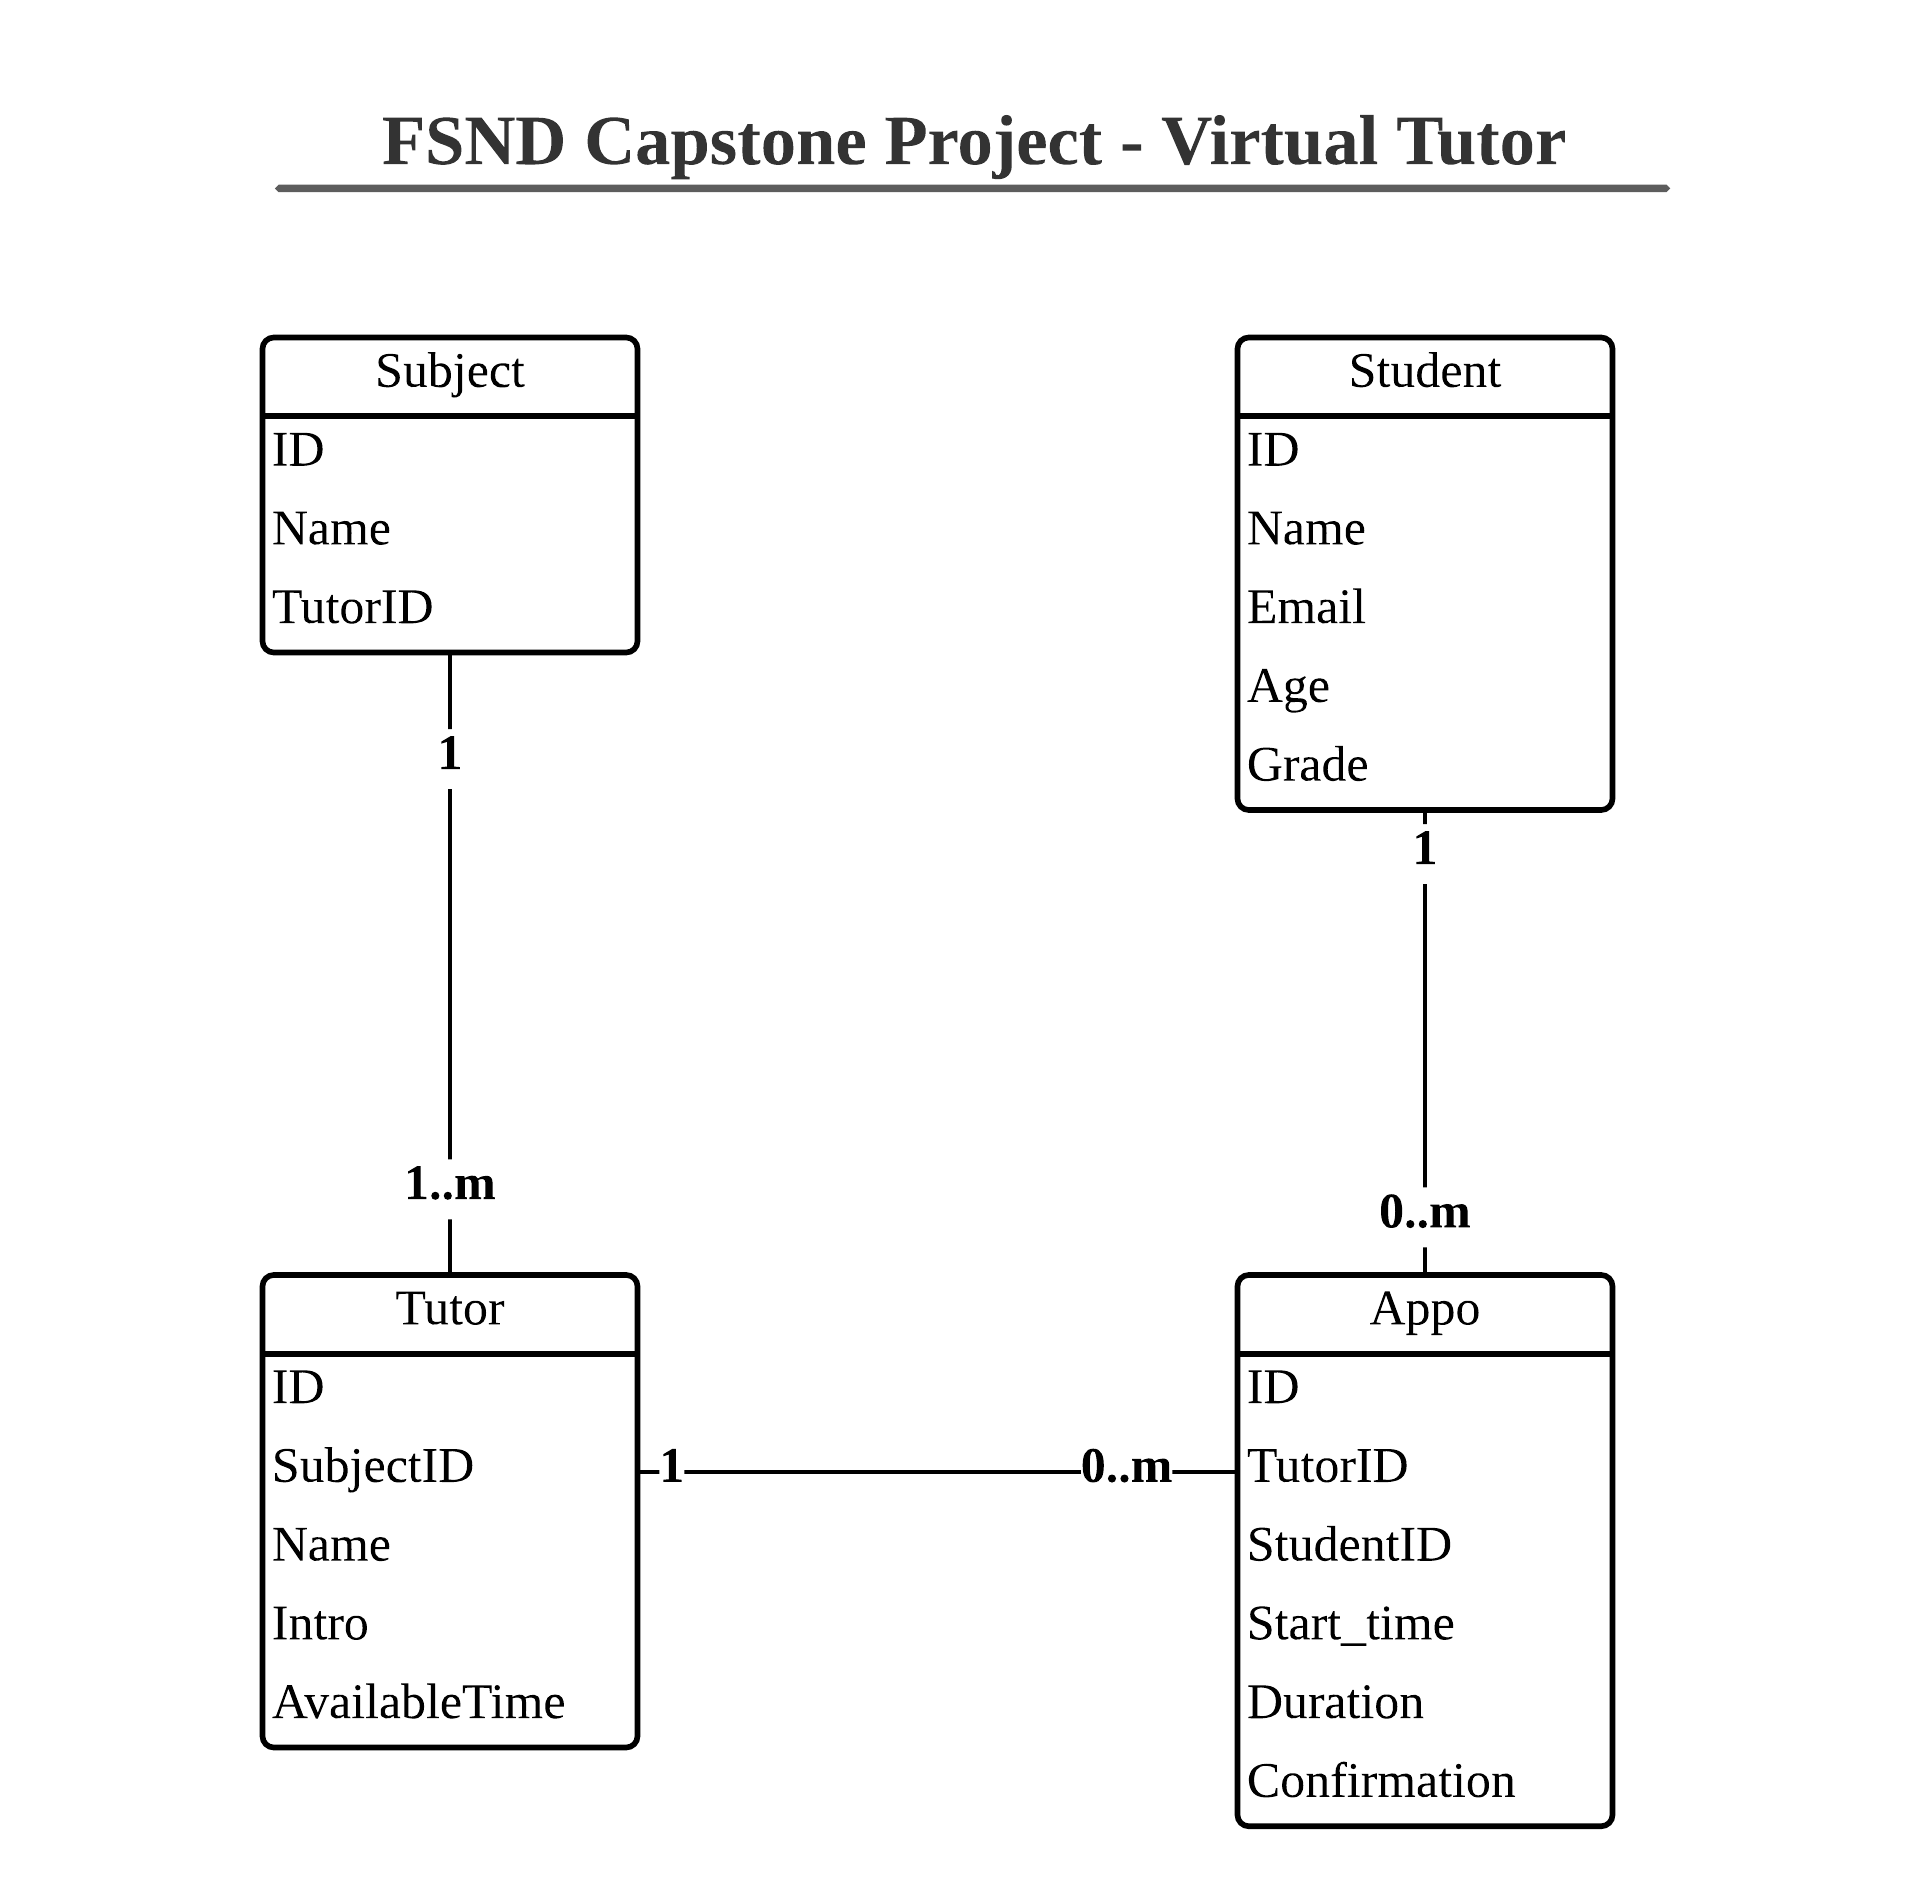 FSND Capstone Project - Virtual Tutor
Subject
ID
Name
TutorID
1
1..m
Student
ID
Name
Email
Age
Grade
1
0..m
Tutor
ID
SubjectID
Name
Intro
AvailableTime
1
0..m
Appo
ID
TutorID
StudentID
Start_time
Duration
Confirmation